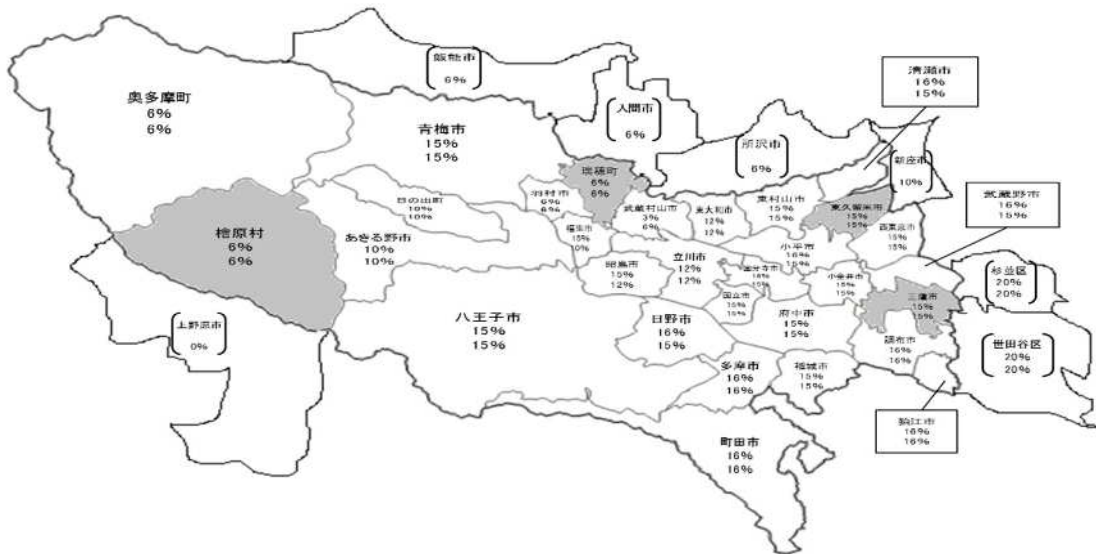 飯能市
6%
清瀬市
16%
15%
奥多摩町
6%
6%
入間市
6%
青梅市
15%
15%
所沢市
6%
新座市
10%
瑞穂町
6%
6%
武蔵野市
16%
15%
羽村市
6%
6%
日の出町
10%
10%
武蔵村山市
3%
6%
東大和市
12%
12%
東村山市
15%
15%
東久留米市
15%
15%
西東京市
15%
15%
福生市
15%
10%
檜原村
6%
6%
あきる野市
10%
10%
昭島市
15%
12%
立川市
12%
12%
小平市
16%
15%
国分寺市
16%
15%
小金井市
15%
15%
杉並区
20%
20%
国立市
15%
15%
三鷹市
15%
15%
上野原市
0%
八王子市
15%
15%
日野市
16%
15%
府中市
15%
15%
調布市
16%
16%
世田谷区
20%
20%
多摩市
16%
16%
稲城市
15%
15%
狛江市
16%
16%
町田市
16%
16%